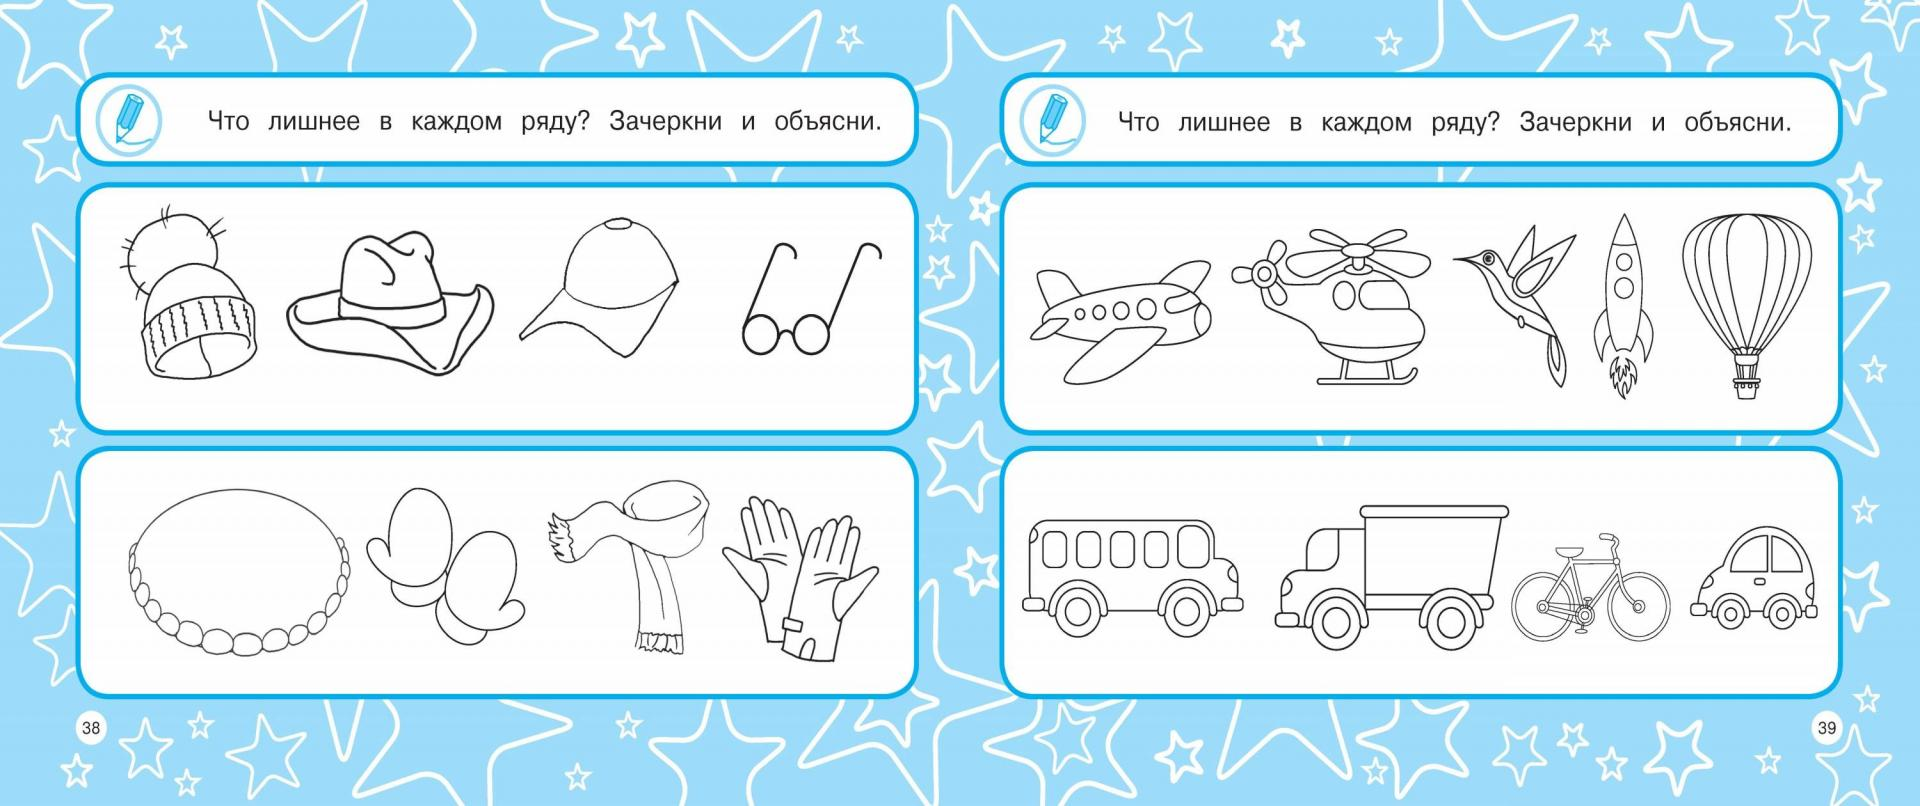 Что лишнее в каждом ряду? Зачеркни и объясни.
38
Что лишнее в каждом ряду? Зачеркни и объясни.
39